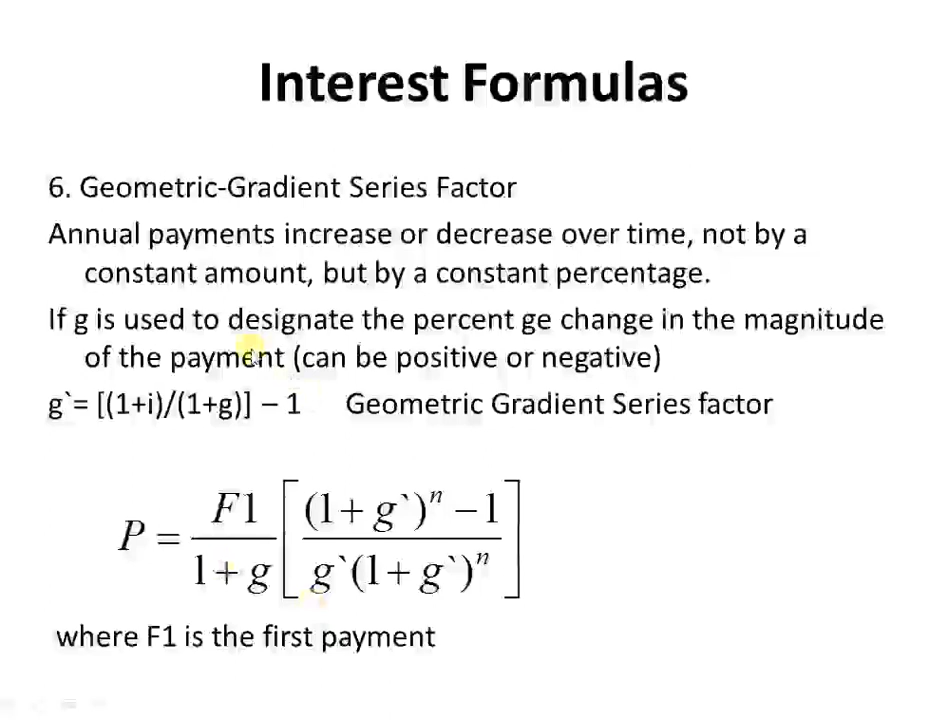 Interest Formulas
6. Geometric-Gradient Series Factor
Annual payments increase or decrease over time, not by a
constant amount, but by a constant percentage.
If g is used to designate the percent ge change in the magnitude
of the payment (can be positive or negative)
g`= [(1+i)/(1+g)] – 1 Geometric Gradient Series factor
P = F1/(1+g) [ ((1+g`)^n − 1) / (g`(1+g`)^n) ]
where F1 is the first payment